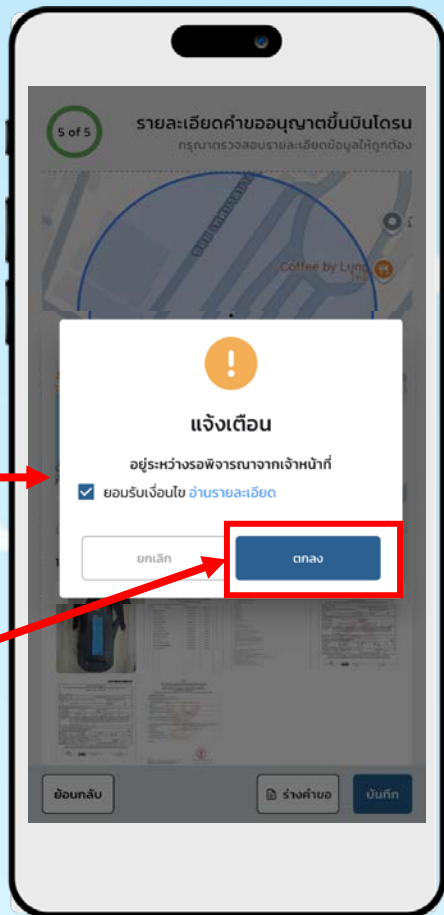 5 of 5
รายละเอียดคำขออนุญาตขึ้นบินโดรน
กรุณาตรวจสอบรายละเอียดข้อมูลให้ถูกต้อง
Coffee by Lung
แจ้งเตือน
อยู่ระหว่างรอพิจารณาจากเจ้าหน้าที่
ยอมรับเงื่อนไข อ่านรายละเอียด
ยกเลิก
ตกลง
ย้อนกลับ
ร่างคำขอ
บันทึก